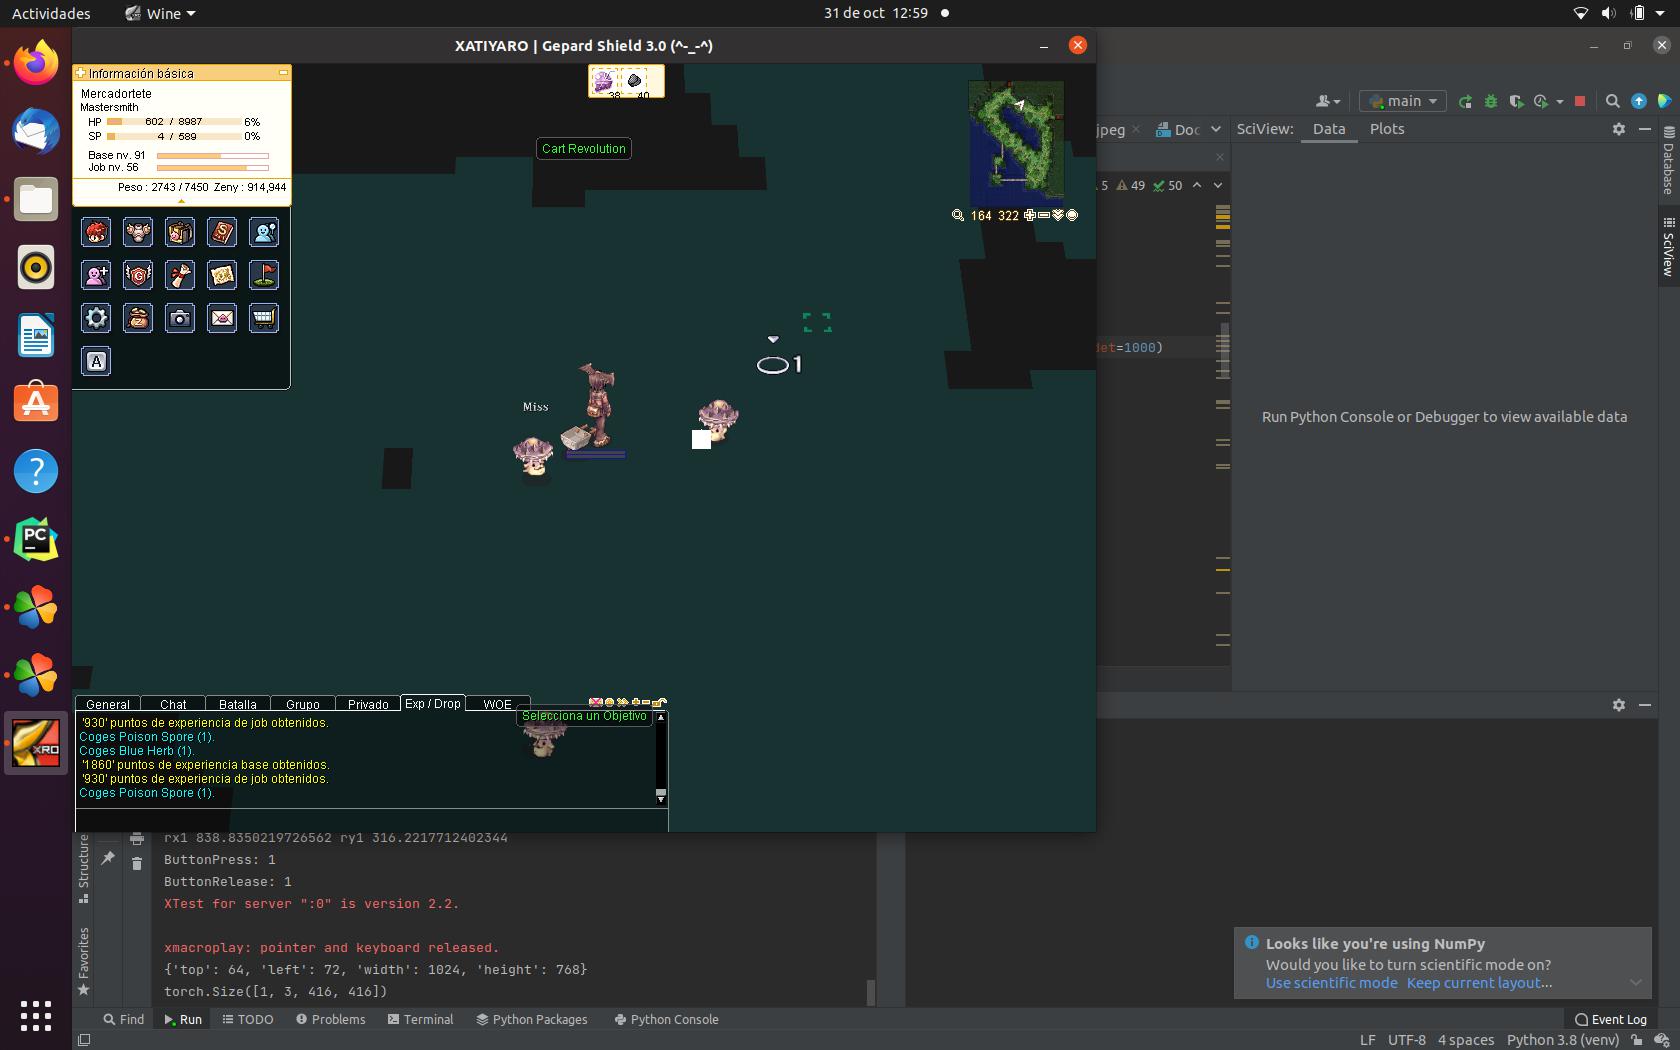 Actividades
Wine
31 de oct 12:59
XATIYARO | Gepard Shield 3.0 (^-_-^)
Información básica
Mercadortete
Mastersmith
HP 602 / 8987 6%
SP 4 / 589 0%
Base nv. 91
Job nv. 56
Peso : 2743 / 7450 Zeny : 914,944
38 40
Cart Revolution
164 322
1
Miss
A
General Chat Batalla Grupo Privado Exp / Drop WOE
Selecciona un Objetivo
'930' puntos de experiencia de job obtenidos.
Coges Poison Spore (1).
Coges Blue Herb (1).
'1860' puntos de experiencia base obtenidos.
'930' puntos de experiencia de job obtenidos.
Coges Poison Spore (1).
main
jpeg Doc
SciView: Data Plots
5 49 50
det=1000)
Run Python Console or Debugger to view available data
Database
SciView
PC
XRO
Structure
Favorites
rx1 838.8350219726562 ry1 316.2217712402344
ButtonPress: 1
ButtonRelease: 1
XTest for server ":0" is version 2.2.
xmacroplay: pointer and keyboard released.
{'top': 64, 'left': 72, 'width': 1024, 'height': 768}
torch.Size([1, 3, 416, 416])
Looks like you're using NumPy
Would you like to turn scientific mode on?
Use scientific mode Keep current layout...
Find Run TODO Problems Terminal Python Packages Python Console
Event Log
LF UTF-8 4 spaces Python 3.8 (venv)